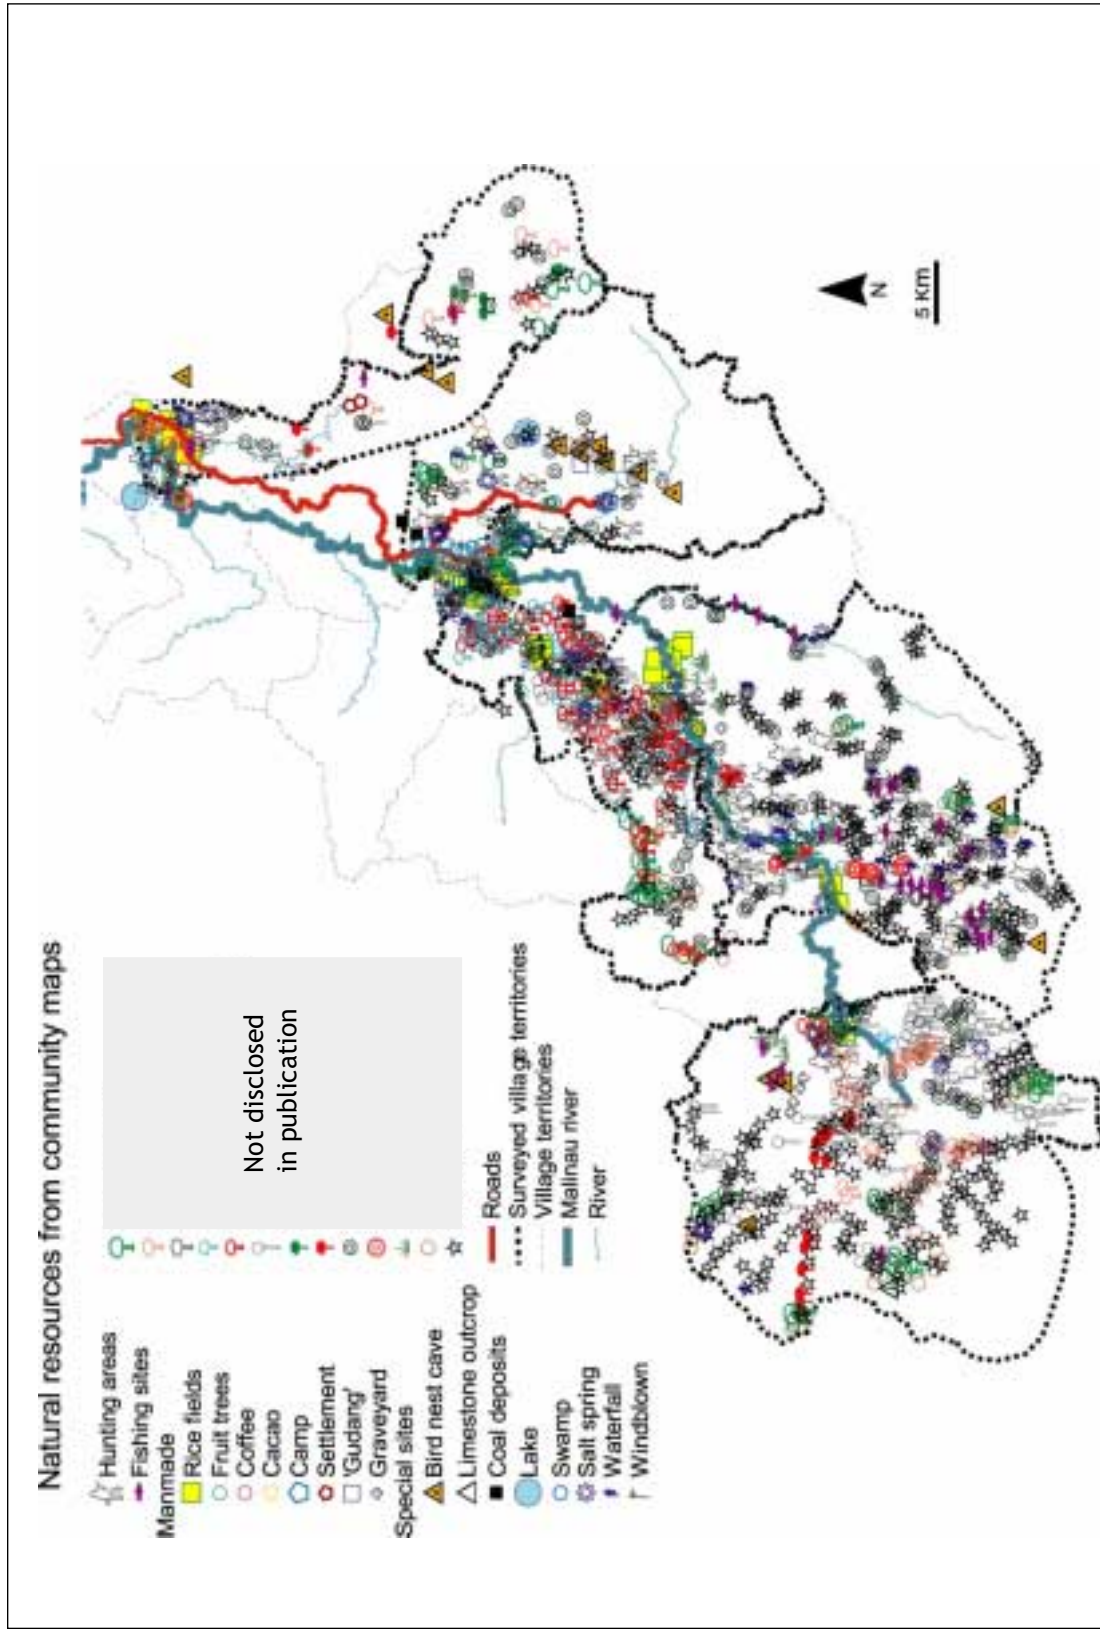 Natural resources from community maps
Hunting areas
Fishing sites
Manmade
Rice fields
Fruit trees
Coffee
Cacao
Camp
Settlement
'Gudang'
Graveyard
Special sites
Bird nest cave
Limestone outcrop
Coal deposits
Lake
Swamp
Salt spring
Waterfall
Windblown
Not disclosed
in publication
Roads
Surveyed village territories
Village territories
Malinau river
River
N
5 Km